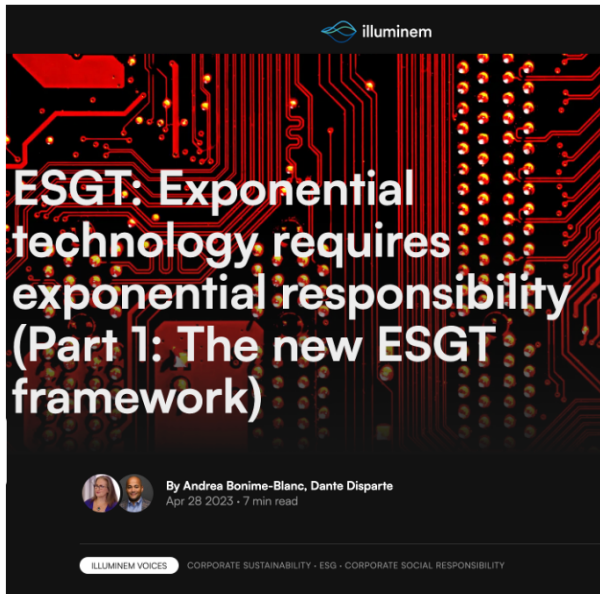 illuminem
ESGT: Exponential
technology requires
exponential responsibility
(Part 1: The new ESGT
framework)
By Andrea Bonime-Blanc, Dante Disparte
Apr 28 2023 · 7 min read
ILLUMINEM VOICES CORPORATE SUSTAINABILITY · ESG · CORPORATE SOCIAL RESPONSIBILITY